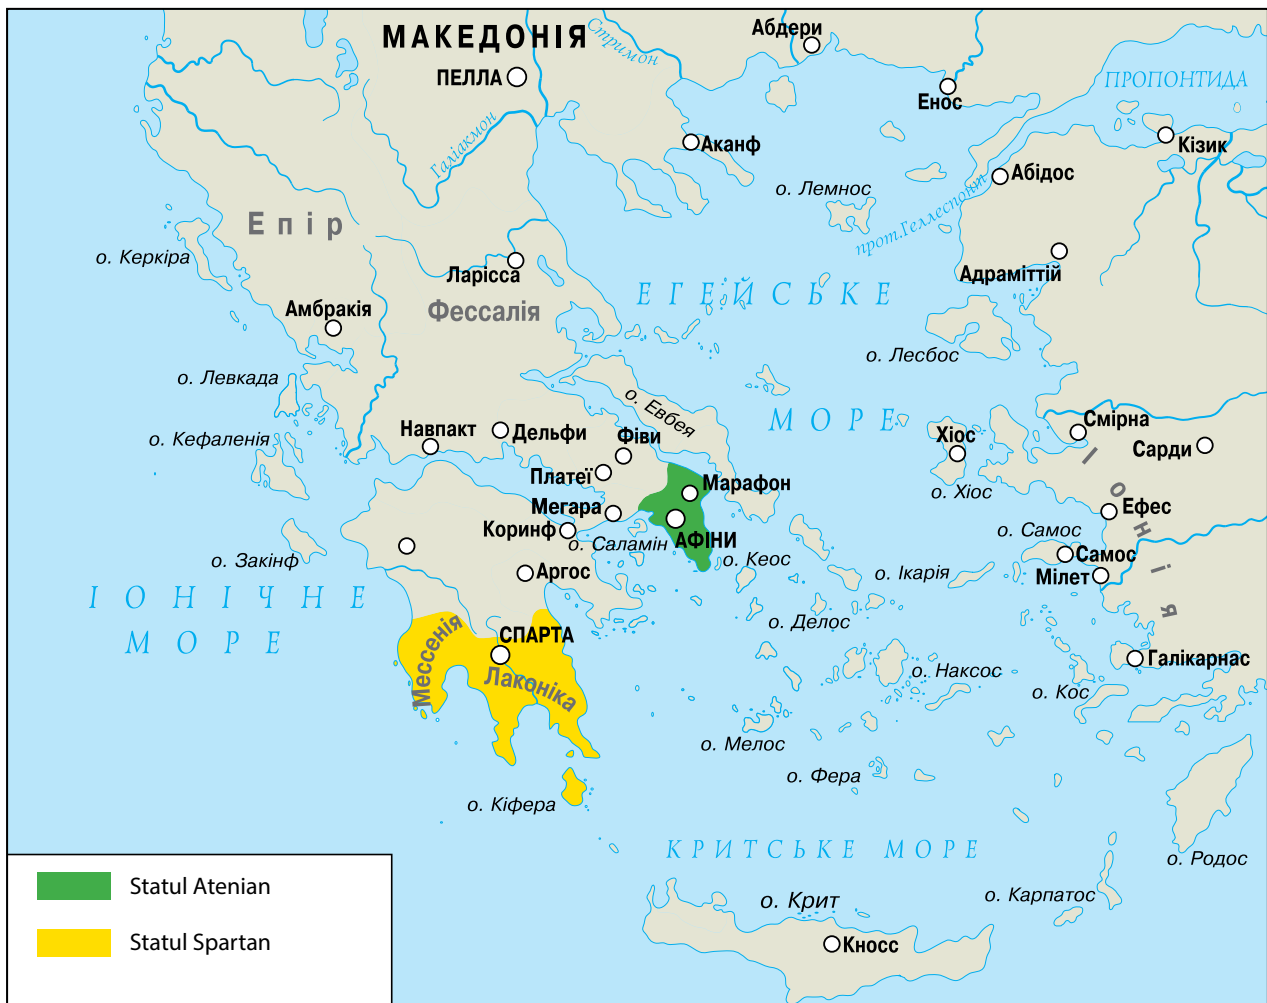 МАКЕДОНІЯ
ПЕЛЛА
Стримон
Абдери
Енос
ПРОПОНТИДА
Кізик
Галіакмон
Аканф
Абідос
о. Лемнос
прот.Геллеспонт
Епір
о. Керкіра
Ларісса
Адраміттій
ЕГЕЙСЬКЕ
Амбракія
Фессалія
о. Лесбос
о. Левкада
о. Евбея
МОРЕ
о. Кефаленія
Навпакт
Дельфи
Фіви
Хіос
Смірна
Сарди
Іонія
Платеї
Марафон
о. Хіос
Мегара
Ефес
Коринф
АФІНИ
о. Саламін
о. Самос
Самос
о. Закінф
о. Кеос
Аргос
о. Ікарія
Мілет
ІОНІЧНЕ
МОРЕ
о. Делос
Мессенія
СПАРТА
Галікарнас
Лаконіка
о. Наксос
о. Кос
о. Мелос
о. Фера
о. Кіфера
КРИТСЬКЕ МОРЕ
о. Родос
о. Крит
о. Карпатос
Кносс
Statul Atenian
Statul Spartan